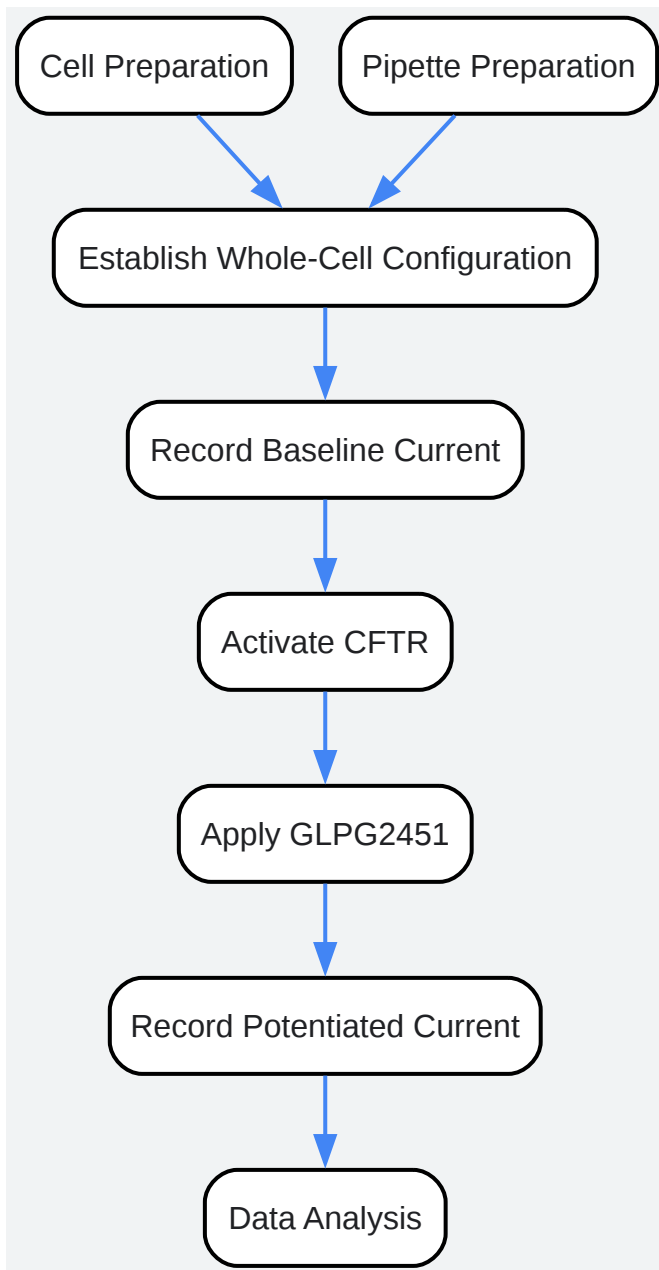 Cell Preparation
Pipette Preparation
Establish Whole-Cell Configuration
Record Baseline Current
Activate CFTR
Apply GLPG2451
Record Potentiated Current
Data Analysis